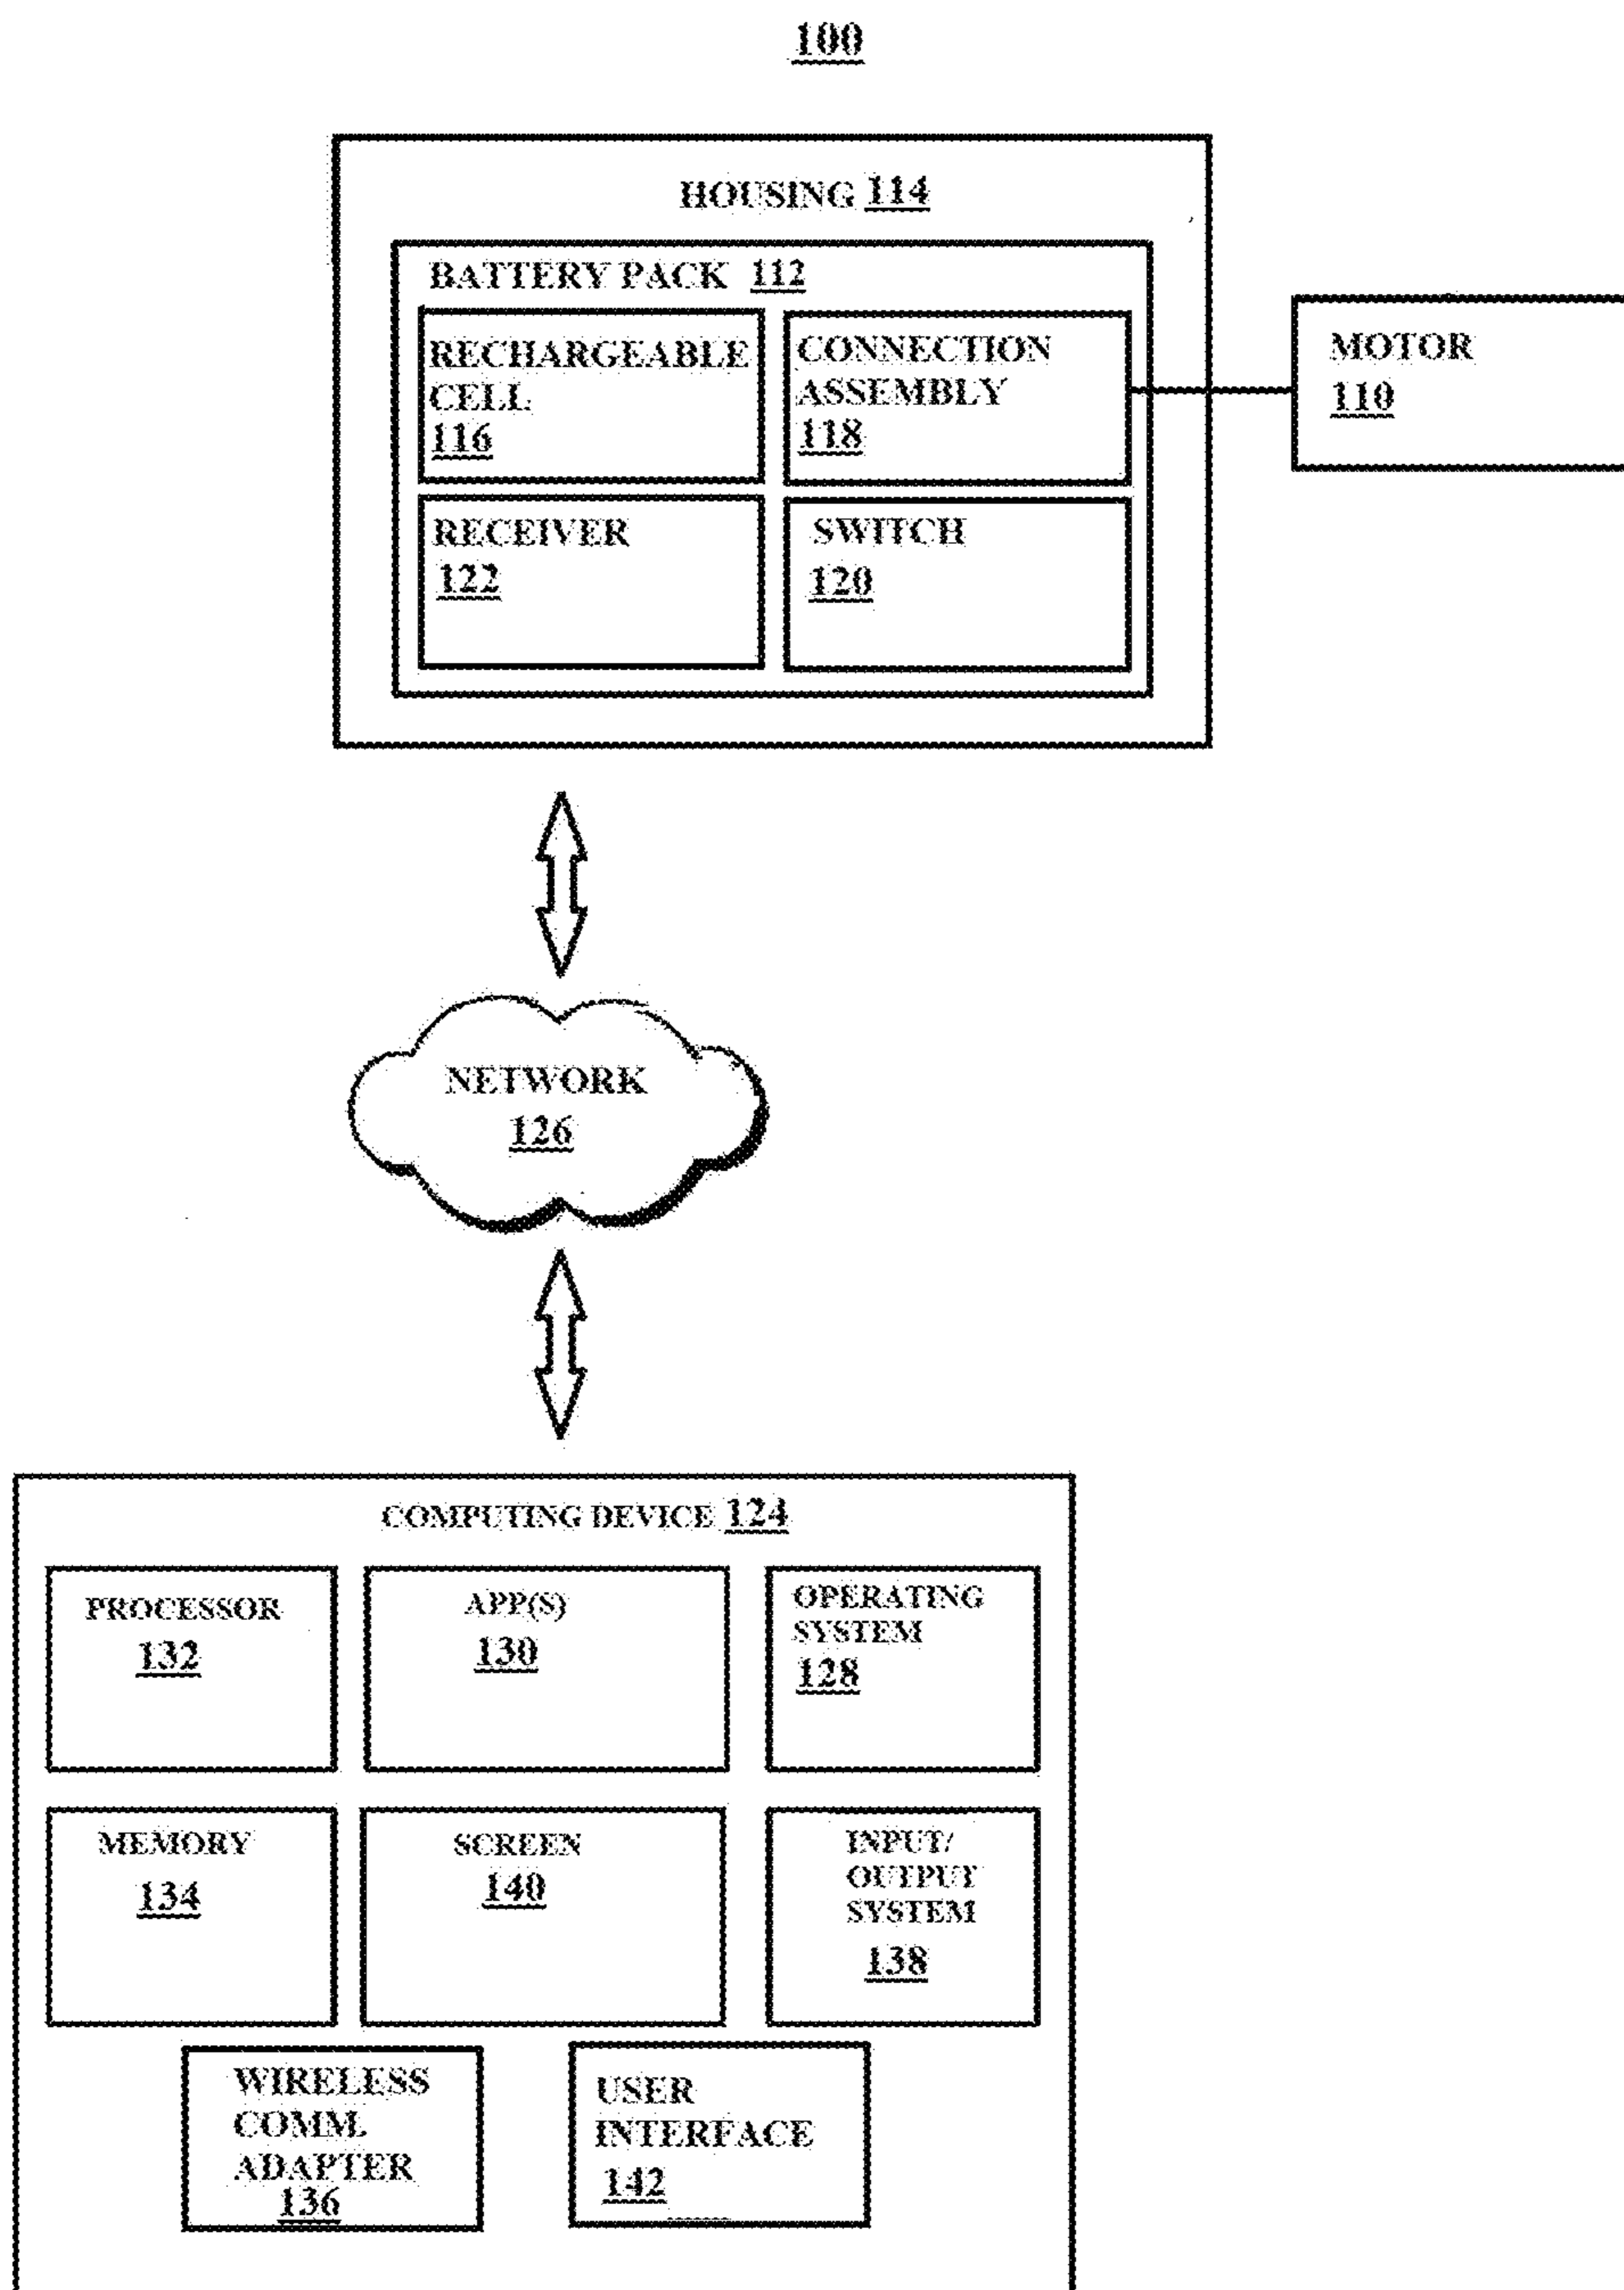 100
HOUSING 114
BATTERY PACK 112
RECHARGEABLE
CELL
116
CONNECTION
ASSEMBLY
118
MOTOR
110
RECEIVER
122
SWITCH
120
NETWORK
126
COMPUTING DEVICE 124
PROCESSOR
132
APP(S)
130
OPERATING
SYSTEM
128
MEMORY
134
SCREEN
140
INPUT/
OUTPUT
SYSTEM
138
WIRELESS
COMM.
ADAPTER
136
USER
INTERFACE
142